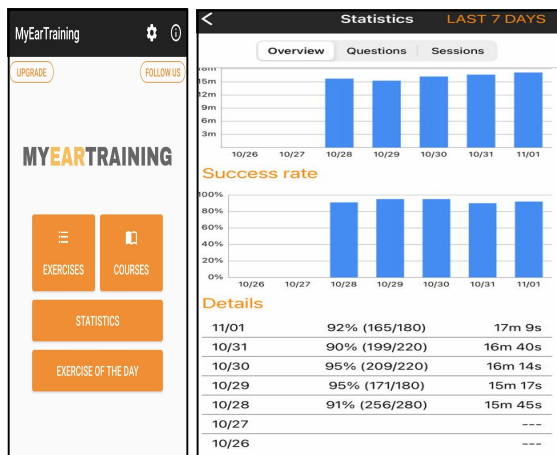 MyEarTraining
UPGRADE
FOLLOW US
MYEARTRAINING
EXERCISES
COURSES
STATISTICS
EXERCISE OF THE DAY
Statistics
LAST 7 DAYS
Overview Questions Sessions
18m
15m
12m
9m
6m
3m
10/26 10/27 10/28 10/29 10/30 10/31 11/01
Success rate
100%
80%
60%
40%
20%
0%
10/26 10/27 10/28 10/29 10/30 10/31 11/01
Details
11/01 92% (165/180) 17m 9s
10/31 90% (199/220) 16m 40s
10/30 95% (209/220) 16m 14s
10/29 95% (171/180) 15m 17s
10/28 91% (256/280) 15m 45s
10/27 ---
10/26 ---